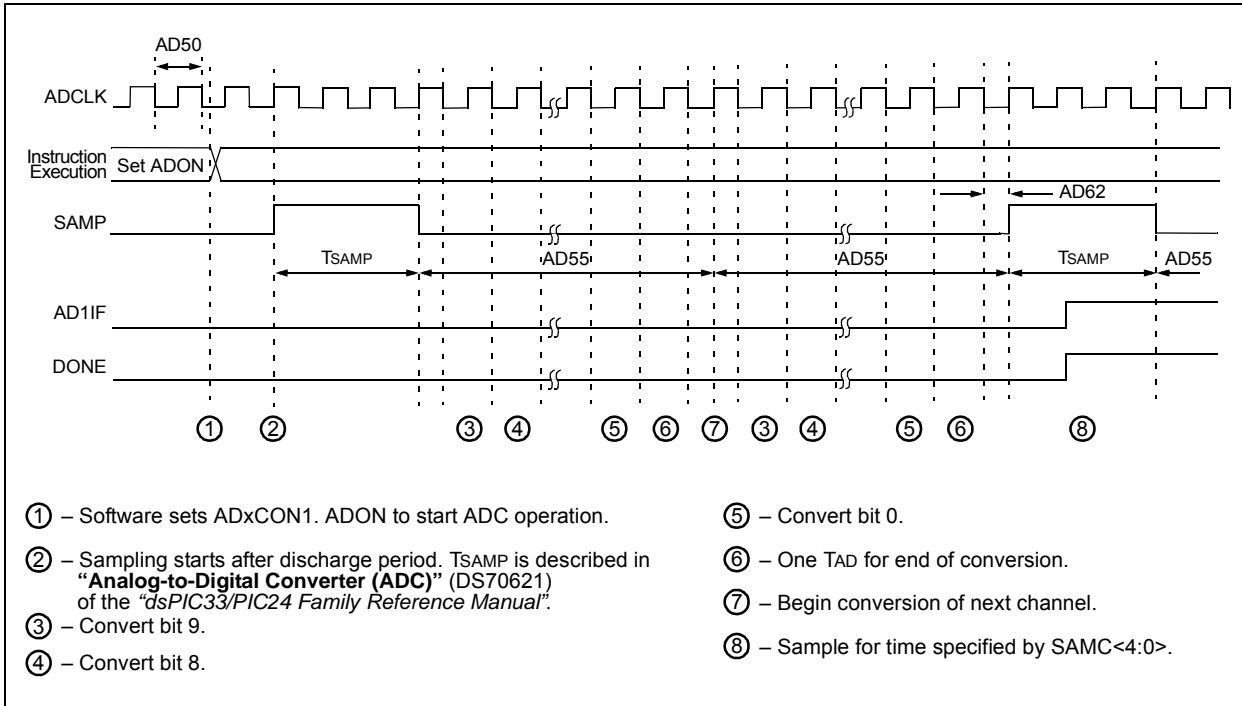 AD50
ADCLK
Instruction
Execution
Set ADON
AD62
SAMP
TSAMP
AD55
AD55
TSAMP
AD55
AD1IF
DONE
1
2
3
4
5
6
7
3
4
5
6
8
1 – Software sets ADxCON1. ADON to start ADC operation.
2 – Sampling starts after discharge period. TSAMP is described in
“Analog-to-Digital Converter (ADC)” (DS70621)
of the “dsPIC33/PIC24 Family Reference Manual”.
3 – Convert bit 9.
4 – Convert bit 8.
5 – Convert bit 0.
6 – One TAD for end of conversion.
7 – Begin conversion of next channel.
8 – Sample for time specified by SAMC<4:0>.